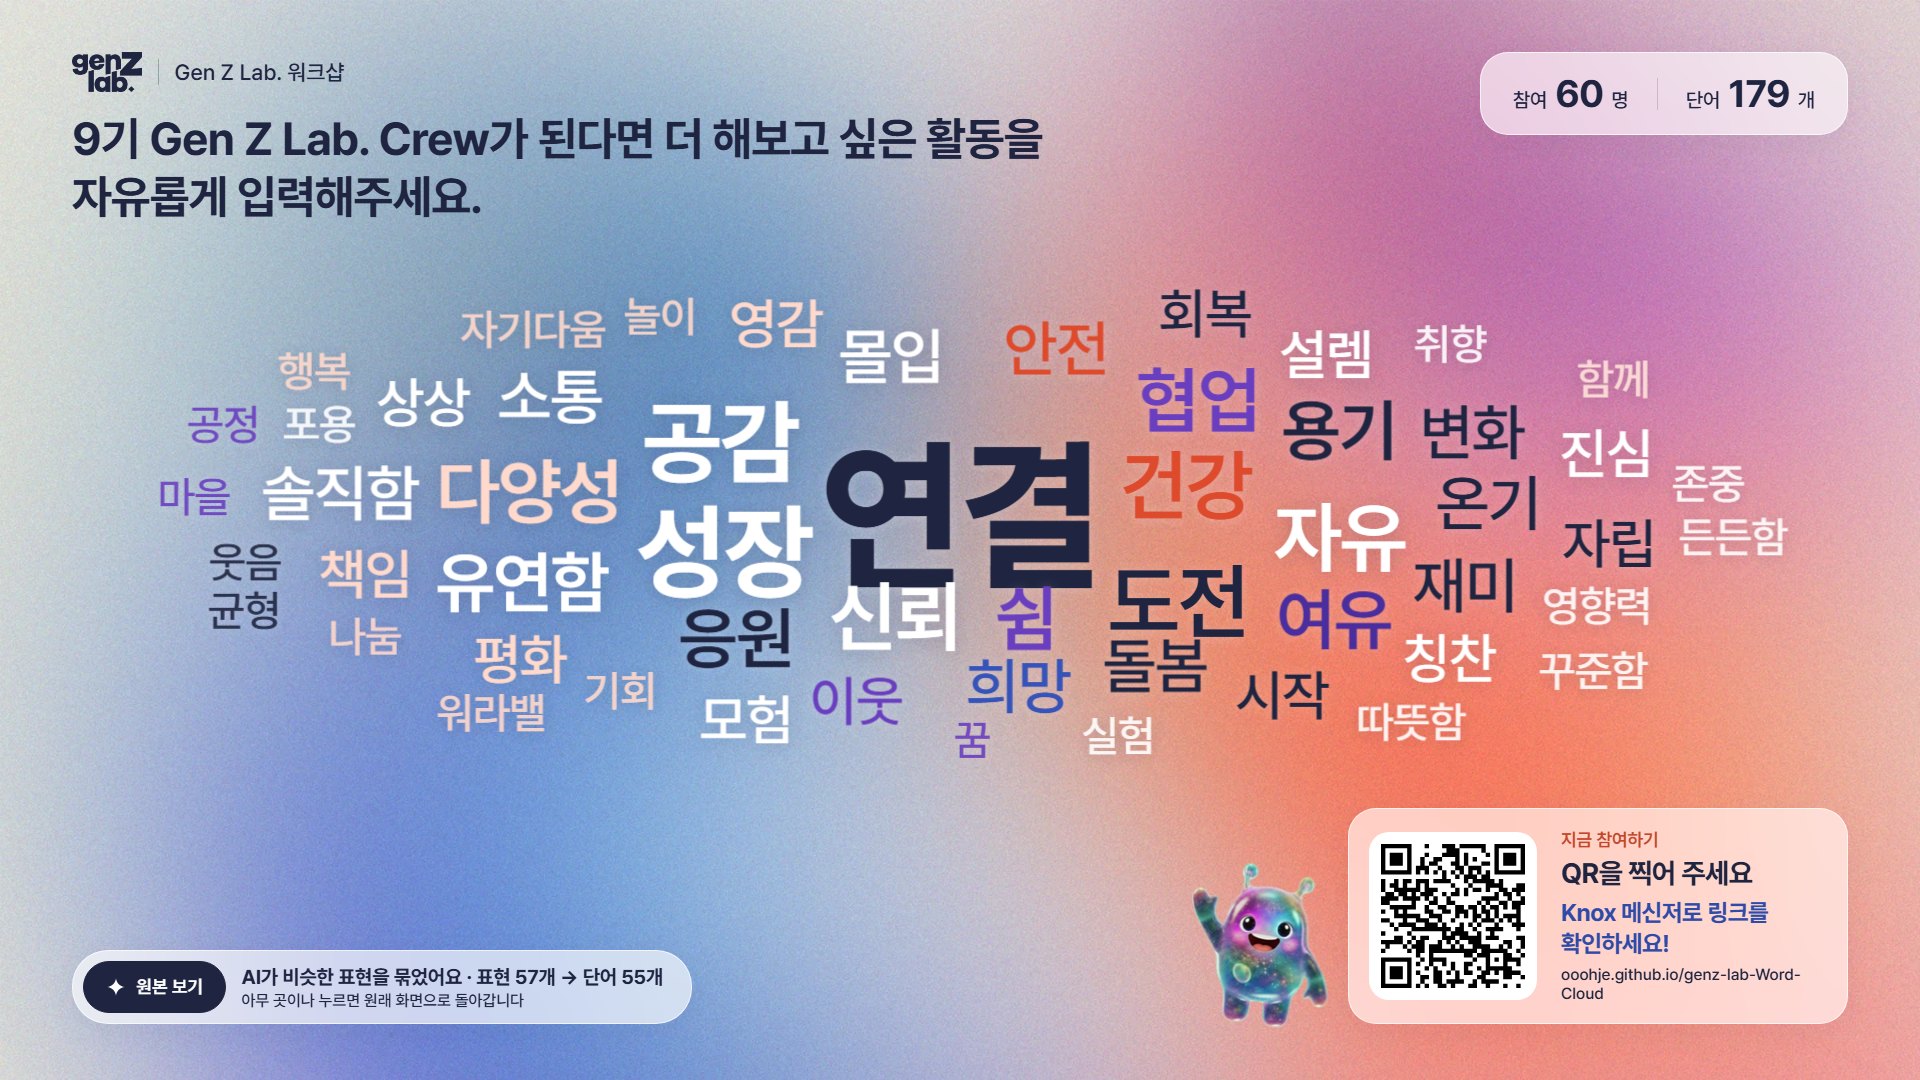 genZ lab.
Gen Z Lab. 워크샵
참여 60 명
단어 179 개
9기 Gen Z Lab. Crew가 된다면 더 해보고 싶은 활동을
자유롭게 입력해주세요.
자기다움 놀이 영감 몰입 안전 회복 설렘 취향 함께
행복 상상 소통 공감 협업 용기 변화 진심
공정 포용 다양성 연결 건강 온기 존중
마을 솔직함 성장 자유 자립 든든함
웃음 책임 유연함 신뢰 쉼 도전 여유 재미 영향력
균형 나눔 평화 응원 돌봄 칭찬 꾸준함
워라밸 기회 모험 이웃 희망 시작 따뜻함
꿈 실험
지금 참여하기
QR을 찍어 주세요
Knox 메신저로 링크를
확인하세요!
ooohje.github.io/genz-lab-Word-
Cloud
원본 보기
AI가 비슷한 표현을 묶었어요 · 표현 57개 → 단어 55개
아무 곳이나 누르면 원래 화면으로 돌아갑니다